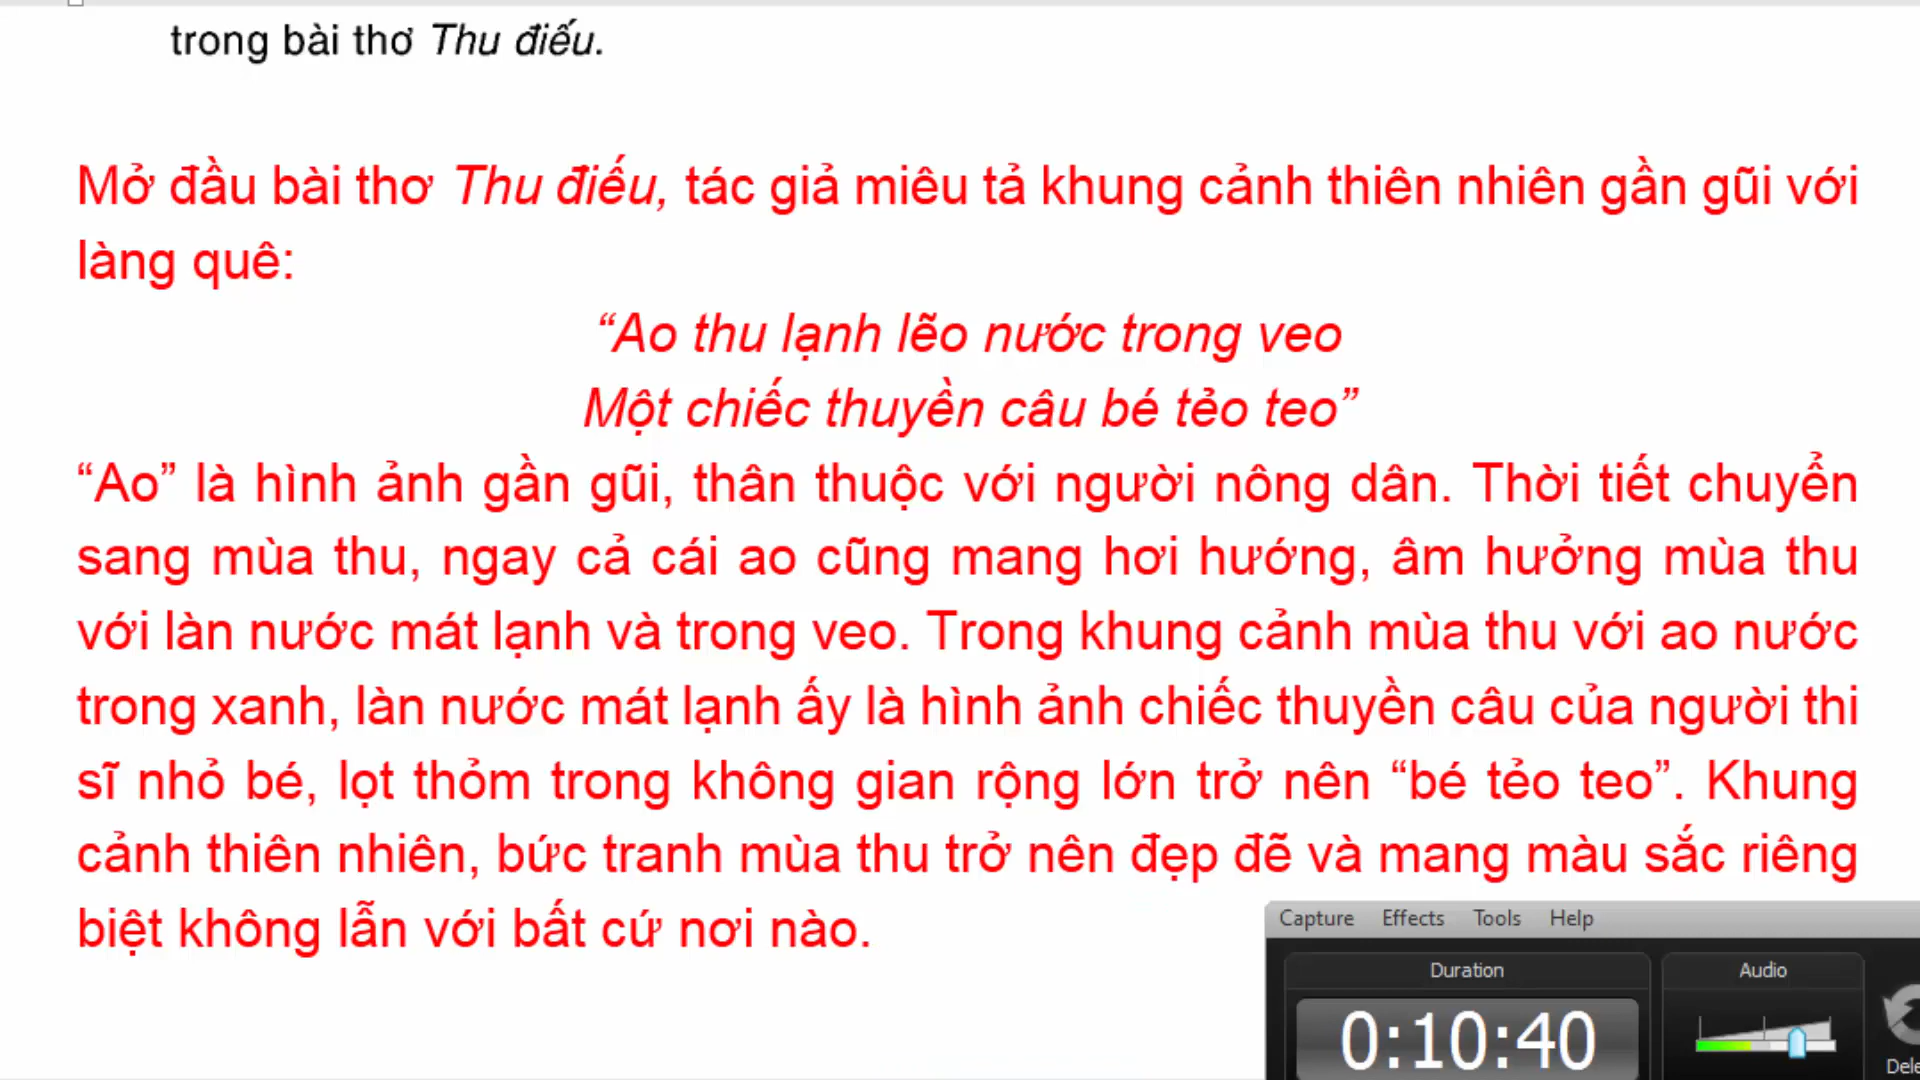 trong bài thơ Thu điếu.
Mở đầu bài thơ Thu điếu, tác giả miêu tả khung cảnh thiên nhiên gần gũi với
làng quê:
“Ao thu lạnh lẽo nước trong veo
Một chiếc thuyền câu bé tẻo teo”
“Ao” là hình ảnh gần gũi, thân thuộc với người nông dân. Thời tiết chuyển
sang mùa thu, ngay cả cái ao cũng mang hơi hướng, âm hưởng mùa thu
với làn nước mát lạnh và trong veo. Trong khung cảnh mùa thu với ao nước
trong xanh, làn nước mát lạnh ấy là hình ảnh chiếc thuyền câu của người thi
sĩ nhỏ bé, lọt thỏm trong không gian rộng lớn trở nên “bé tẻo teo”. Khung
cảnh thiên nhiên, bức tranh mùa thu trở nên đẹp đẽ và mang màu sắc riêng
biệt không lẫn với bất cứ nơi nào.
Capture Effects Tools Help
Duration Audio
0:10:40
Dele